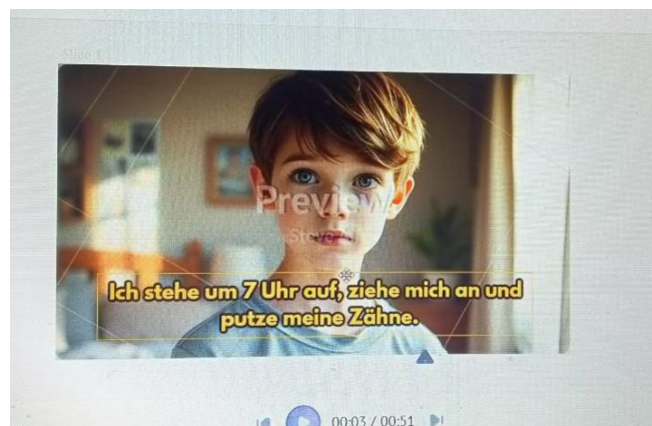 Slide 1
Preview
Steve
Ich stehe um 7 Uhr auf, ziehe mich an und
putze meine Zähne.
00:03 / 00:51